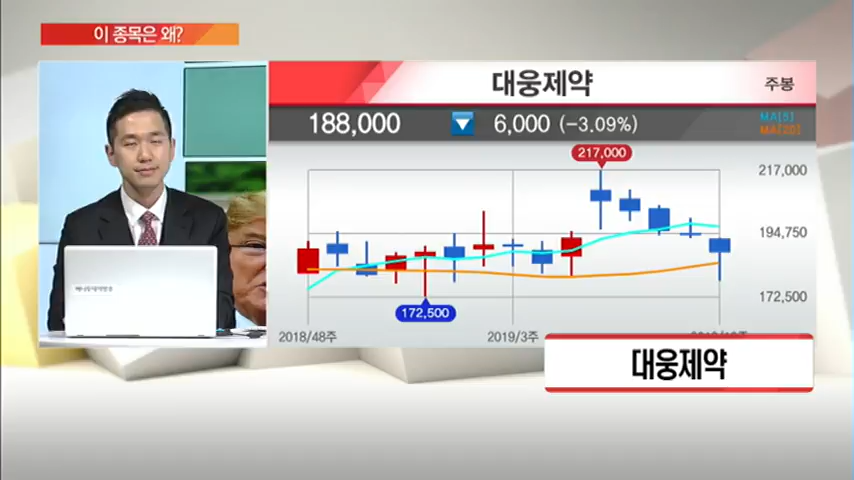 이 종목은 왜?
대웅제약
주봉
188,000 ▼ 6,000 (-3.09%)
MA[5]
MA[20]
217,000
217,000
194,750
172,500
172,500
2018/48주 2019/3주
대웅제약